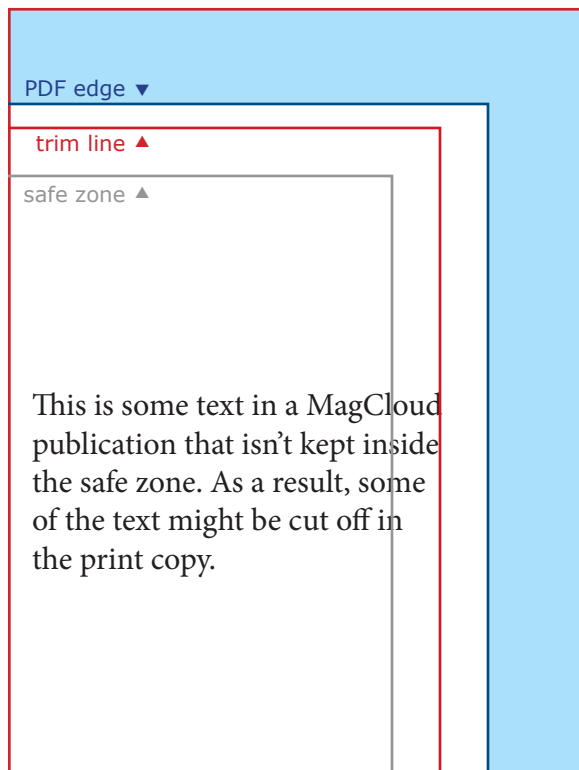 PDF edge ▼
trim line ▲
safe zone ▲
This is some text in a MagCloud
publication that isn’t kept inside
the safe zone. As a result, some
of the text might be cut off in
the print copy.